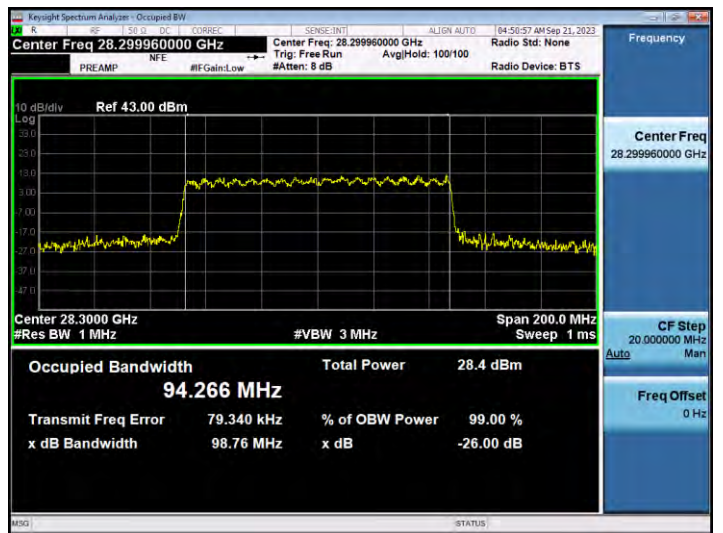 Keysight Spectrum Analyzer - Occupied BW
R RF 50 Ω DC CORREC SENSE:INT ALIGN AUTO 04:50:57 AM Sep 21, 2023
Center Freq 28.299960000 GHz Center Freq: 28.299960000 GHz Radio Std: None
NFE Trig: Free Run Avg|Hold: 100/100
PREAMP #IFGain:Low #Atten: 8 dB Radio Device: BTS
Frequency
10 dB/div Ref 43.00 dBm
Log
33.0
23.0
13.0
3.00
-7.00
-17.0
-27.0
-37.0
-47.0
Center 28.3000 GHz Span 200.0 MHz
#Res BW 1 MHz #VBW 3 MHz Sweep 1 ms
Occupied Bandwidth Total Power 28.4 dBm
94.266 MHz
Transmit Freq Error 79.340 kHz % of OBW Power 99.00 %
x dB Bandwidth 98.76 MHz x dB -26.00 dB
Center Freq
28.299960000 GHz
CF Step
20.000000 MHz
Auto Man
Freq Offset
0 Hz
MSG STATUS